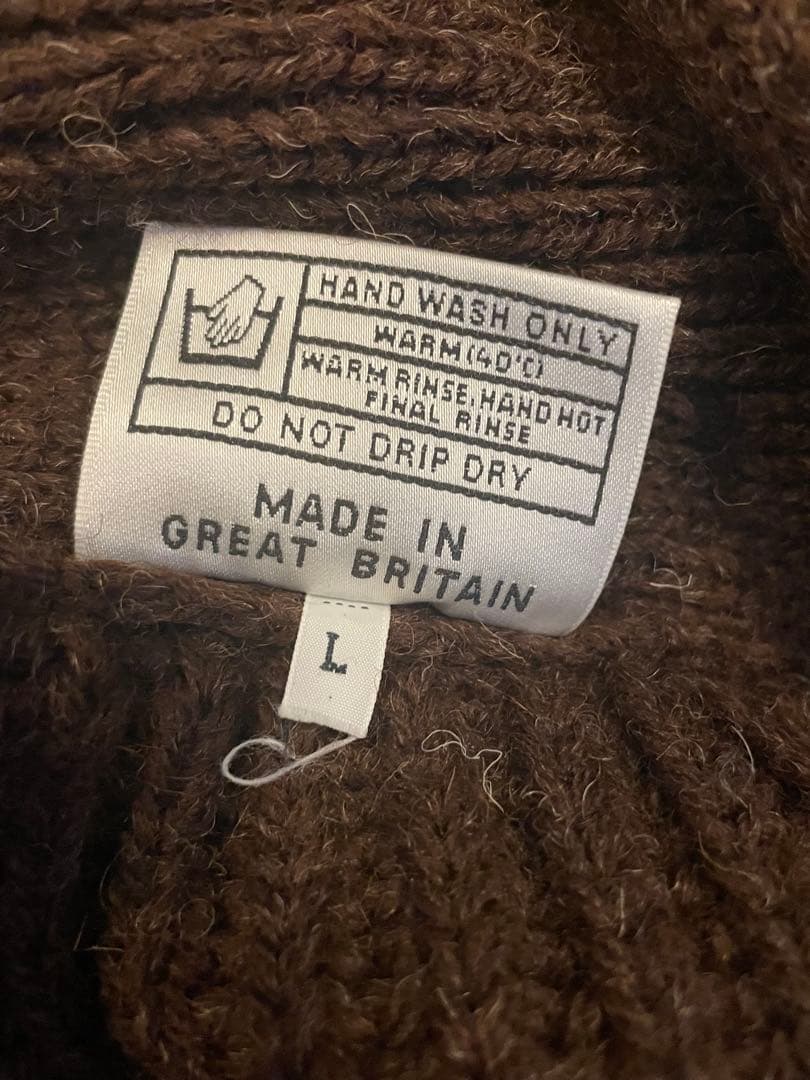 HAND WASH ONLY
WARM (40°C)
WARM RINSE, HAND HOT
FINAL RINSE
DO NOT DRIP DRY
MADE IN
GREAT BRITAIN
L